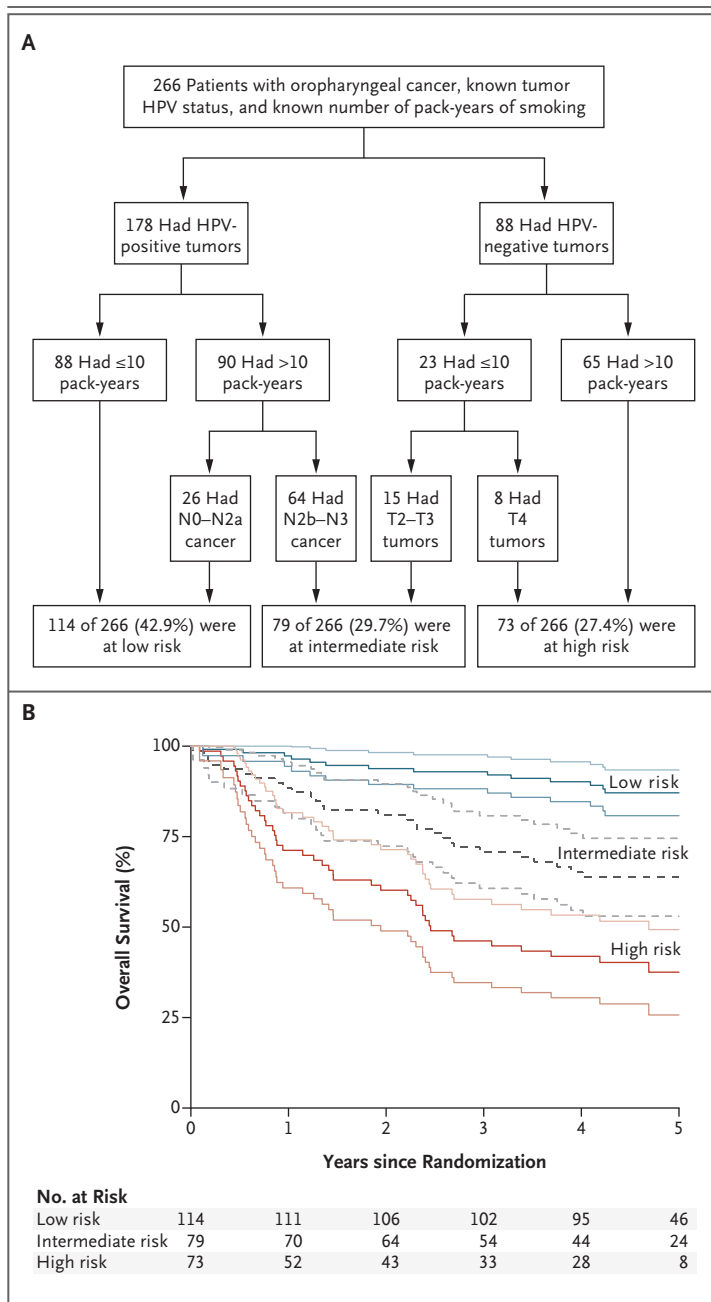 A
266 Patients with oropharyngeal cancer, known tumor
HPV status, and known number of pack-years of smoking
178 Had HPV-
positive tumors
88 Had HPV-
negative tumors
88 Had ≤10
pack-years
90 Had >10
pack-years
23 Had ≤10
pack-years
65 Had >10
pack-years
26 Had
N0–N2a
cancer
64 Had
N2b–N3
cancer
15 Had
T2–T3
tumors
8 Had
T4
tumors
114 of 266 (42.9%) were
at low risk
79 of 266 (29.7%) were
at intermediate risk
73 of 266 (27.4%) were
at high risk
B
Overall Survival (%)
100
75
50
25
0
Low risk
Intermediate risk
High risk
0 1 2 3 4 5
Years since Randomization
No. at Risk
Low risk 114 111 106 102 95 46
Intermediate risk 79 70 64 54 44 24
High risk 73 52 43 33 28 8